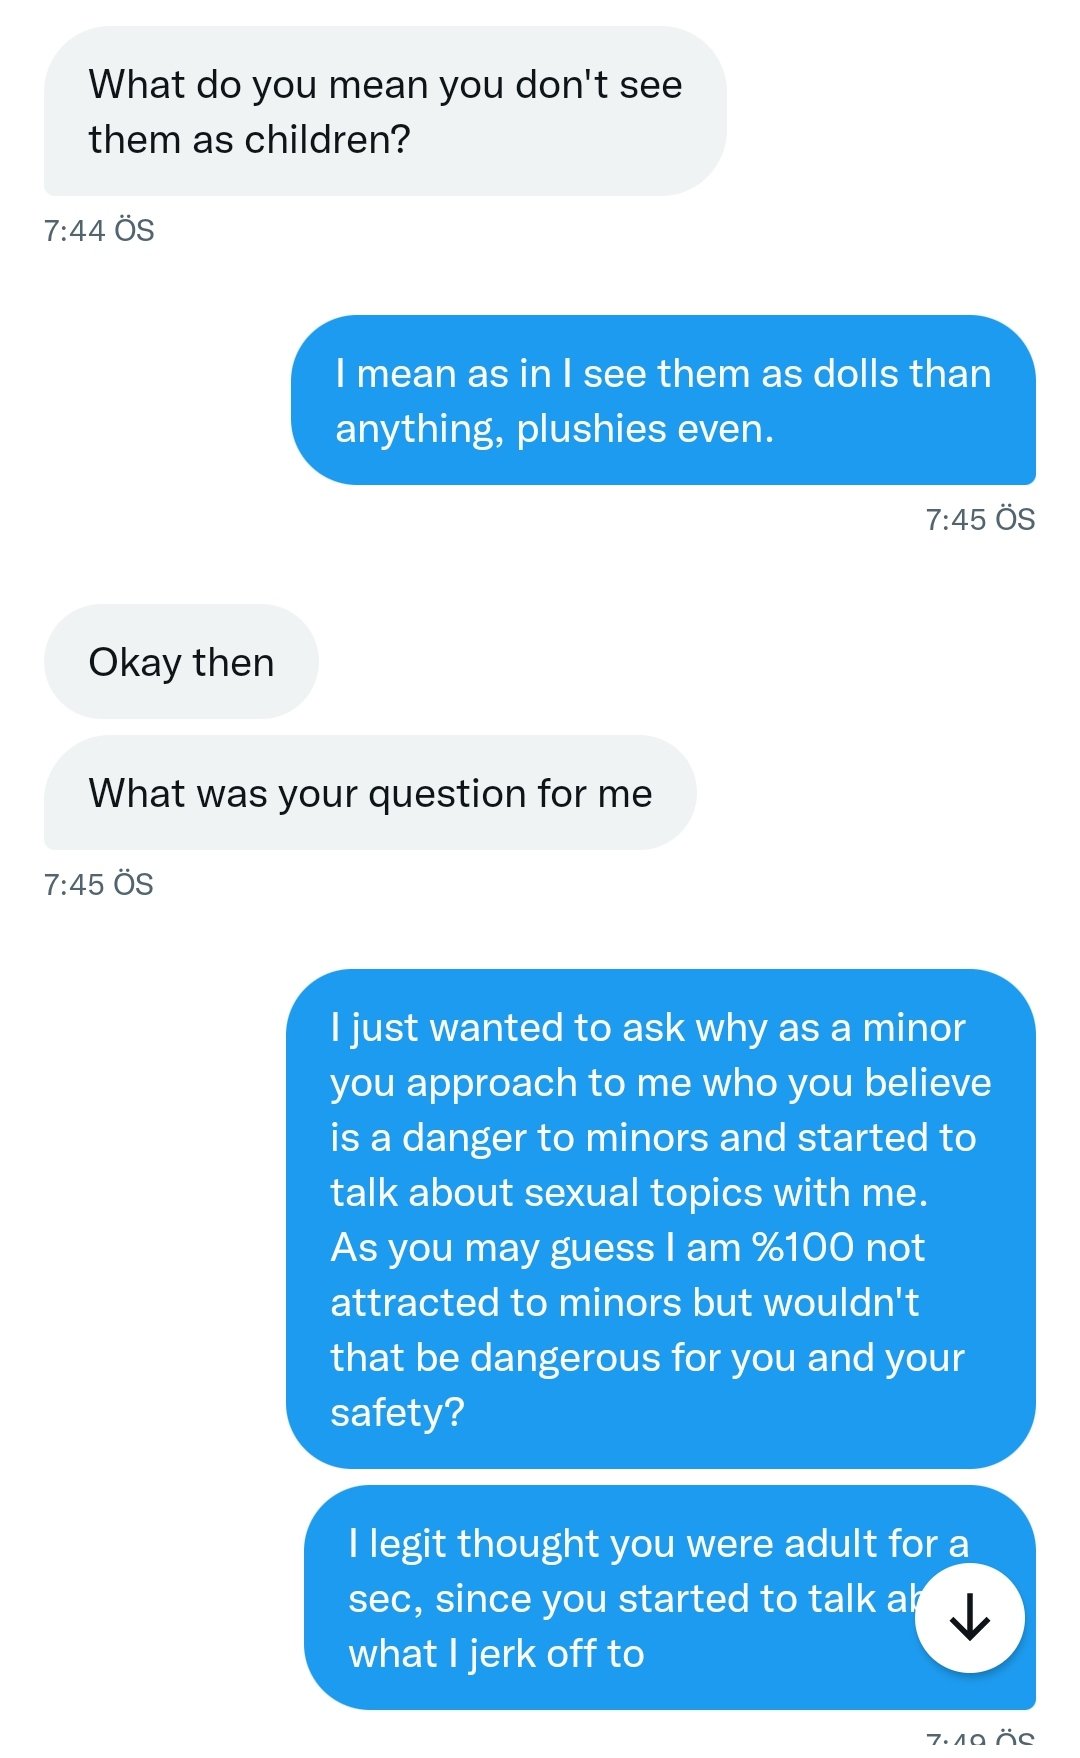 What do you mean you don't see
them as children?
7:44 ÖS
I mean as in I see them as dolls than
anything, plushies even.
7:45 ÖS
Okay then
What was your question for me
7:45 ÖS
I just wanted to ask why as a minor
you approach to me who you believe
is a danger to minors and started to
talk about sexual topics with me.
As you may guess I am %100 not
attracted to minors but wouldn't
that be dangerous for you and your
safety?
I legit thought you were adult for a
sec, since you started to talk
what I jerk off to
7:49 ÖS